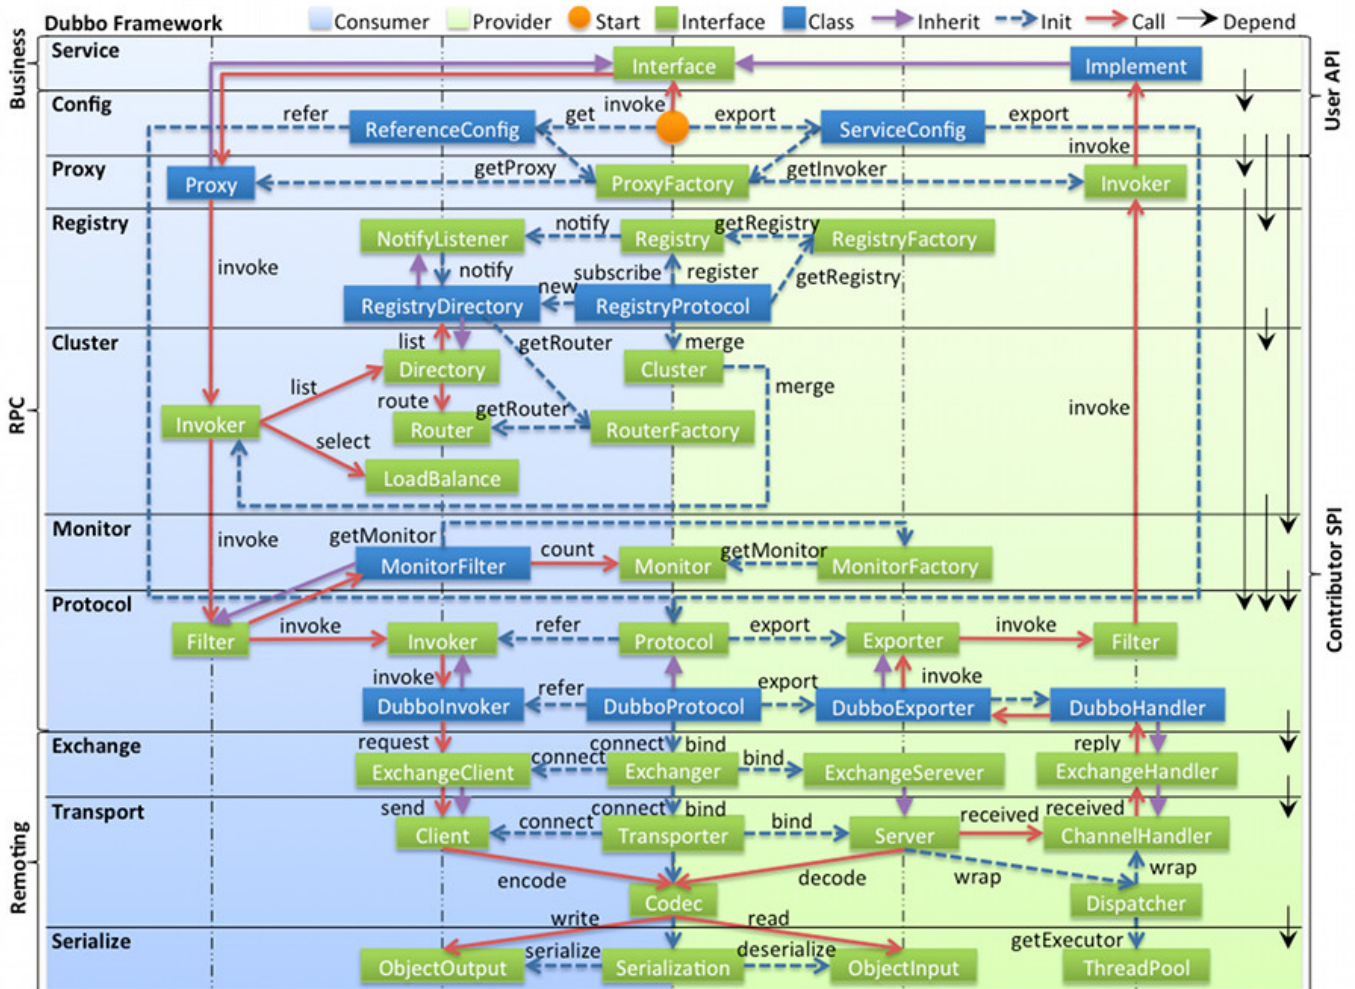 Dubbo Framework Consumer Provider Start Interface Class Inherit Init Call Depend
Business
Service
Interface
Implement
User API
Config
refer
ReferenceConfig
get
invoke
export
ServiceConfig
export
invoke
Proxy
Proxy
getProxy
ProxyFactory
getInvoker
Invoker
Registry
NotifyListener
notify
Registry
getRegistry
RegistryFactory
invoke
notify
subscribe
register
getRegistry
new
RegistryDirectory
RegistryProtocol
RPC
Cluster
list
getRouter
merge
Directory
Cluster
list
merge
route
getRouter
invoke
Invoker
Router
RouterFactory
select
LoadBalance
Contributor SPI
Monitor
invoke
getMonitor
MonitorFilter
count
Monitor
getMonitor
MonitorFactory
Protocol
Filter
invoke
Invoker
refer
Protocol
export
Exporter
invoke
Filter
invoke
refer
export
invoke
DubboInvoker
DubboProtocol
DubboExporter
DubboHandler
Remoting
Exchange
request
connect
bind
reply
ExchangeClient
connect
Exchanger
bind
ExchangeSerever
ExchangeHandler
Transport
send
connect
bind
received
received
Client
connect
Transporter
bind
Server
ChannelHandler
encode
decode
wrap
wrap
Codec
Dispatcher
write
read
Serialize
serialize
deserialize
getExecutor
ObjectOutput
Serialization
ObjectInput
ThreadPool